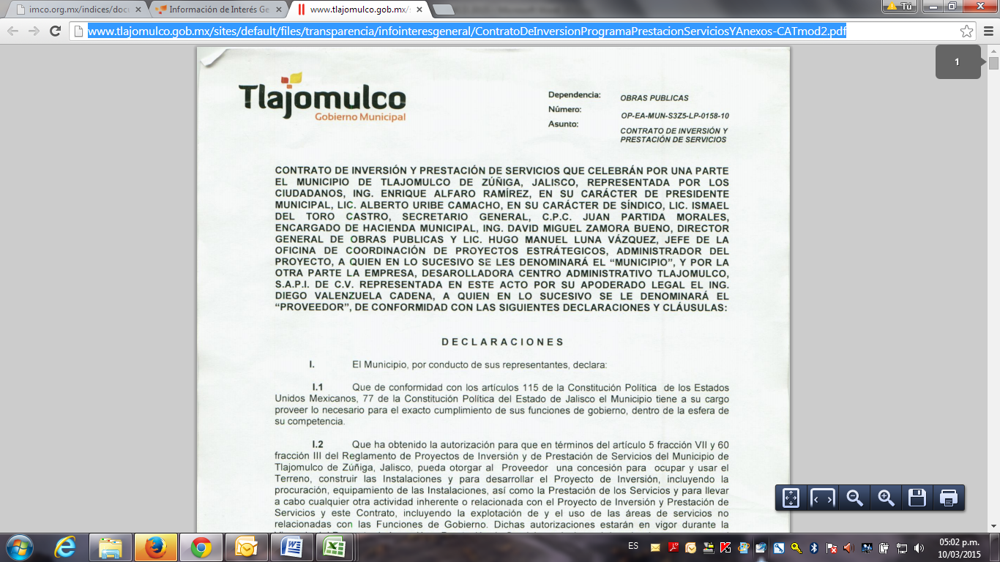 imco.org.mx/indices/docu
Información de Interés Ge
www.tlajomulco.gob.mx/s
Tú
www.tlajomulco.gob.mx/sites/default/files/transparencia/infointeresgeneral/ContratoDeInversionProgramaPrestacionServiciosYAnexos-CATmod2.pdf
1
Tlajomulco
Gobierno Municipal
Dependencia: OBRAS PUBLICAS
Número: OP-EA-MUN-S3Z5-LP-0158-10
Asunto: CONTRATO DE INVERSIÓN Y
PRESTACIÓN DE SERVICIOS
CONTRATO DE INVERSIÓN Y PRESTACIÓN DE SERVICIOS QUE CELEBRÁN POR UNA PARTE
EL MUNICIPIO DE TLAJOMULCO DE ZÚÑIGA, JALISCO, REPRESENTADA POR LOS
CIUDADANOS, ING. ENRIQUE ALFARO RAMÍREZ, EN SU CARÁCTER DE PRESIDENTE
MUNICIPAL, LIC. ALBERTO URIBE CAMACHO, EN SU CARÁCTER DE SÍNDICO, LIC. ISMAEL
DEL TORO CASTRO, SECRETARIO GENERAL, C.P.C. JUAN PARTIDA MORALES,
ENCARGADO DE HACIENDA MUNICIPAL, ING. DAVID MIGUEL ZAMORA BUENO, DIRECTOR
GENERAL DE OBRAS PUBLICAS Y LIC. HUGO MANUEL LUNA VÁZQUEZ, JEFE DE LA
OFICINA DE COORDINACIÓN DE PROYECTOS ESTRÁTEGICOS, ADMINISTRADOR DEL
PROYECTO, A QUIEN EN LO SUCESIVO SE LES DENOMINARÁ EL “MUNICIPIO”, Y POR LA
OTRA PARTE LA EMPRESA, DESAROLLADORA CENTRO ADMINISTRATIVO TLAJOMULCO,
S.A.P.I. DE C.V. REPRESENTADA EN ESTE ACTO POR SU APODERADO LEGAL EL ING.
DIEGO VALENZUELA CADENA, A QUIEN EN LO SUCESIVO SE LE DENOMINARÁ EL
“PROVEEDOR”, DE CONFORMIDAD CON LAS SIGUIENTES DECLARACIONES Y CLÁUSULAS:
D E C L A R A C I O N E S
I. El Municipio, por conducto de sus representantes, declara:
I.1 Que de conformidad con los artículos 115 de la Constitución Política de los Estados
Unidos Mexicanos, 77 de la Constitución Política del Estado de Jalisco el Municipio tiene a su cargo
proveer lo necesario para el exacto cumplimiento de sus funciones de gobierno, dentro de la esfera de
su competencia.
I.2 Que ha obtenido la autorización para que en términos del artículo 5 fracción VII y 60
fracción III del Reglamento de Proyectos de Inversión y de Prestación de Servicios del Municipio de
Tlajomulco de Zúñiga, Jalisco, pueda otorgar al Proveedor una concesión para ocupar y usar el
Terreno, construir las Instalaciones y para desarrollar el Proyecto de Inversión, incluyendo la
procuración, equipamiento de las Instalaciones, así como la Prestación de los Servicios y para llevar
a cabo cualquier otra actividad inherente o relacionada con el Proyecto de Inversión y Prestación de
Servicios y este Contrato, incluyendo la explotación de y el uso de las áreas de servicios no
relacionadas con las Funciones de Gobierno. Dichas autorizaciones estarán en vigor durante la
ES
05:02 p.m.
10/03/2015